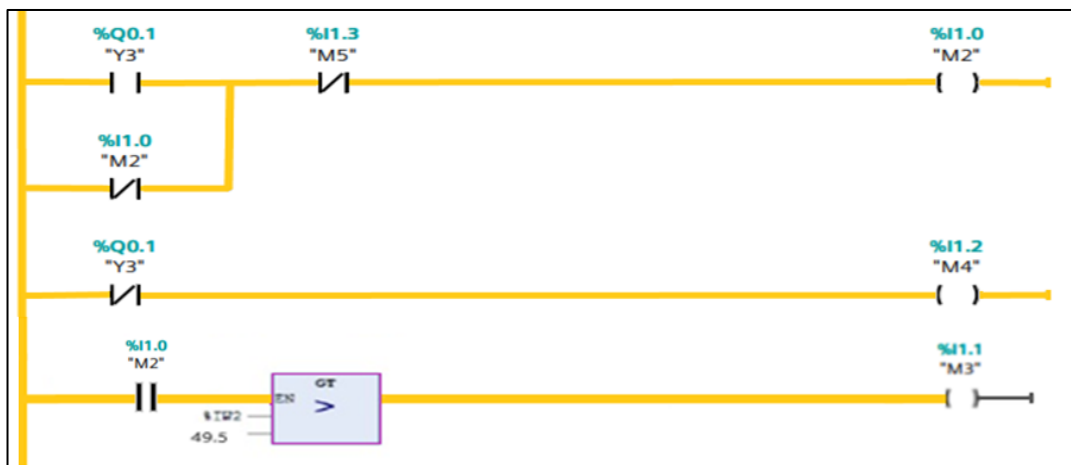 %Q0.1 %I1.3 %I1.0
"Y3" "M5" "M2"
%I1.0
"M2"
%Q0.1 %I1.2
"Y3" "M4"
%I1.0 %I1.1
"M2" "M3"
GT
EN
>
%IW2
49.5